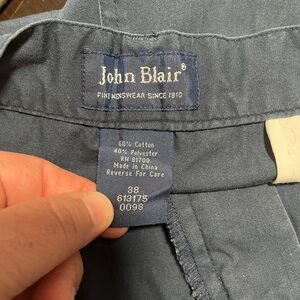 John Blair®
FINE MENSWEAR SINCE 1910
60% Cotton
40% Polyester
RN 81700
Made in China
Reverse For Care
38
613175
0098